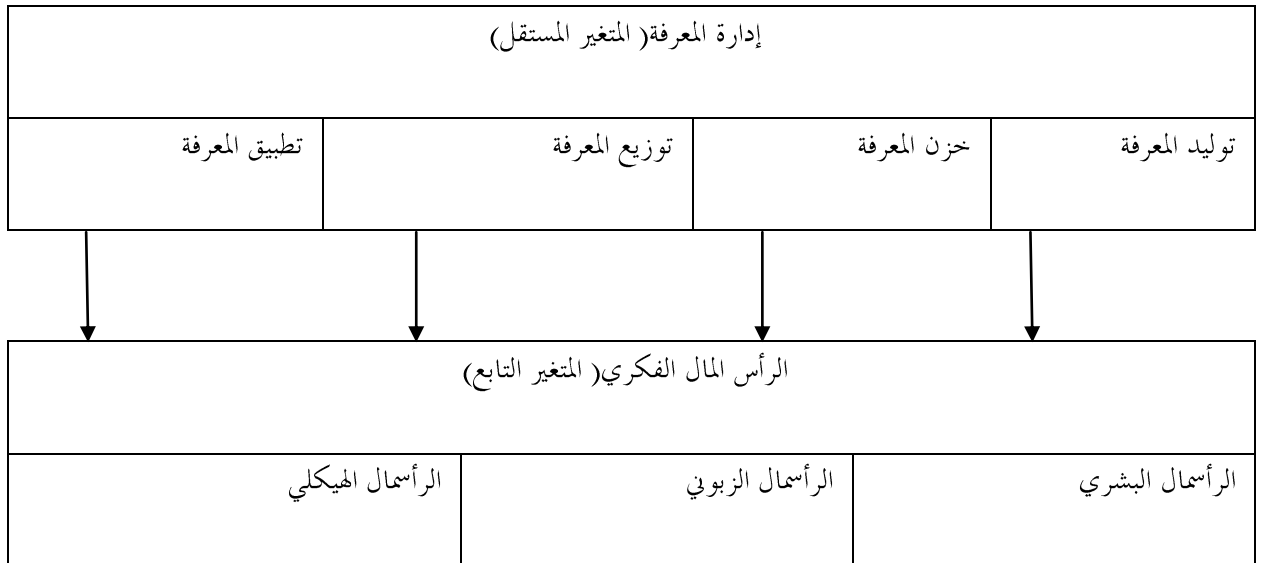 إدارة المعرفة( المتغير المستقل)
توليد المعرفة
خزن المعرفة
توزيع المعرفة
تطبيق المعرفة
الرأس المال الفكري( المتغير التابع)
الرأسمال البشري
الرأسمال الزبوني
الرأسمال الهيكلي